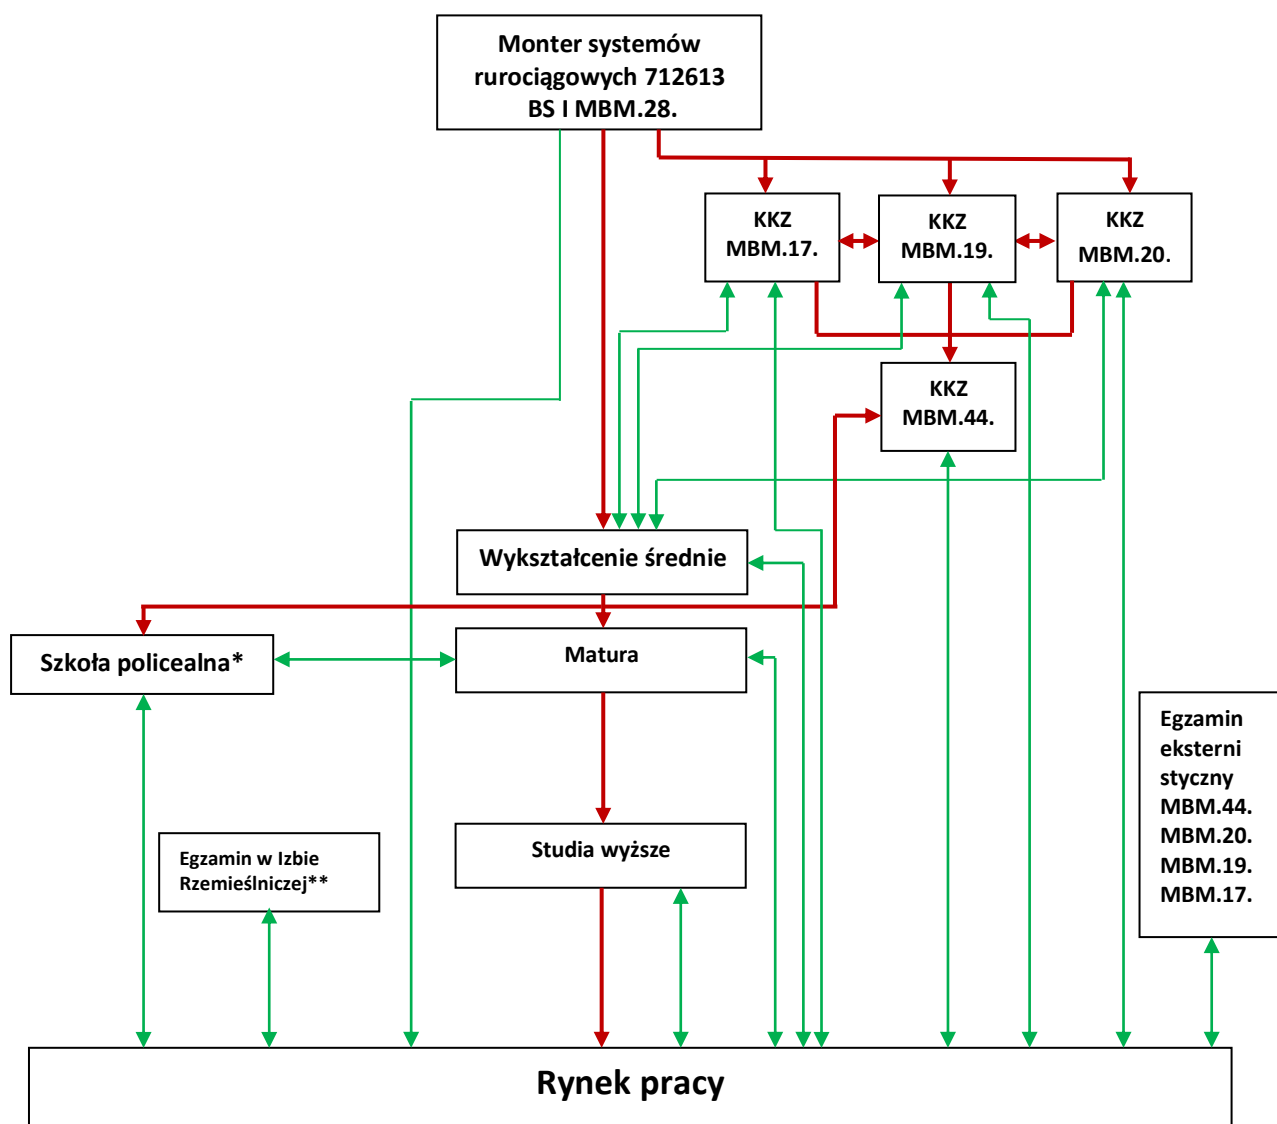 Monter systemów
rurociągowych 712613
BS I MBM.28.
KKZ
MBM.17.
KKZ
MBM.19.
KKZ
MBM.20.
KKZ
MBM.44.
Wykształcenie średnie
Szkoła policealna*
Matura
Egzamin
eksterni
styczny
MBM.44.
MBM.20.
MBM.19.
MBM.17.
Egzamin w Izbie
Rzemieślniczej**
Studia wyższe
Rynek pracy